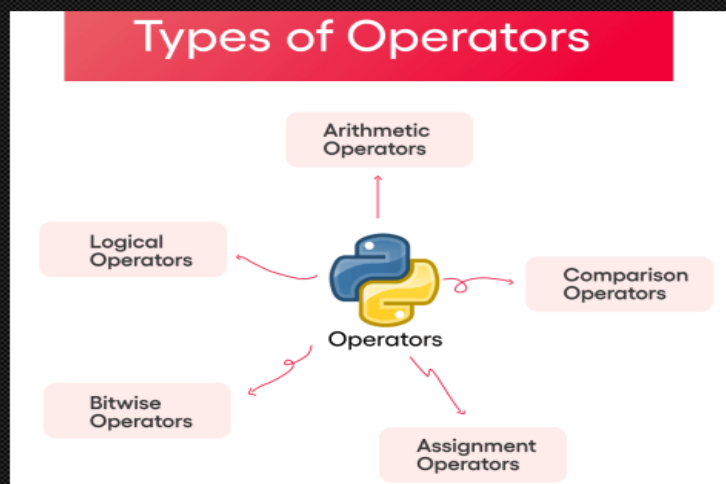 Types of Operators
Arithmetic
Operators
Logical
Operators
Comparison
Operators
Operators
Bitwise
Operators
Assignment
Operators